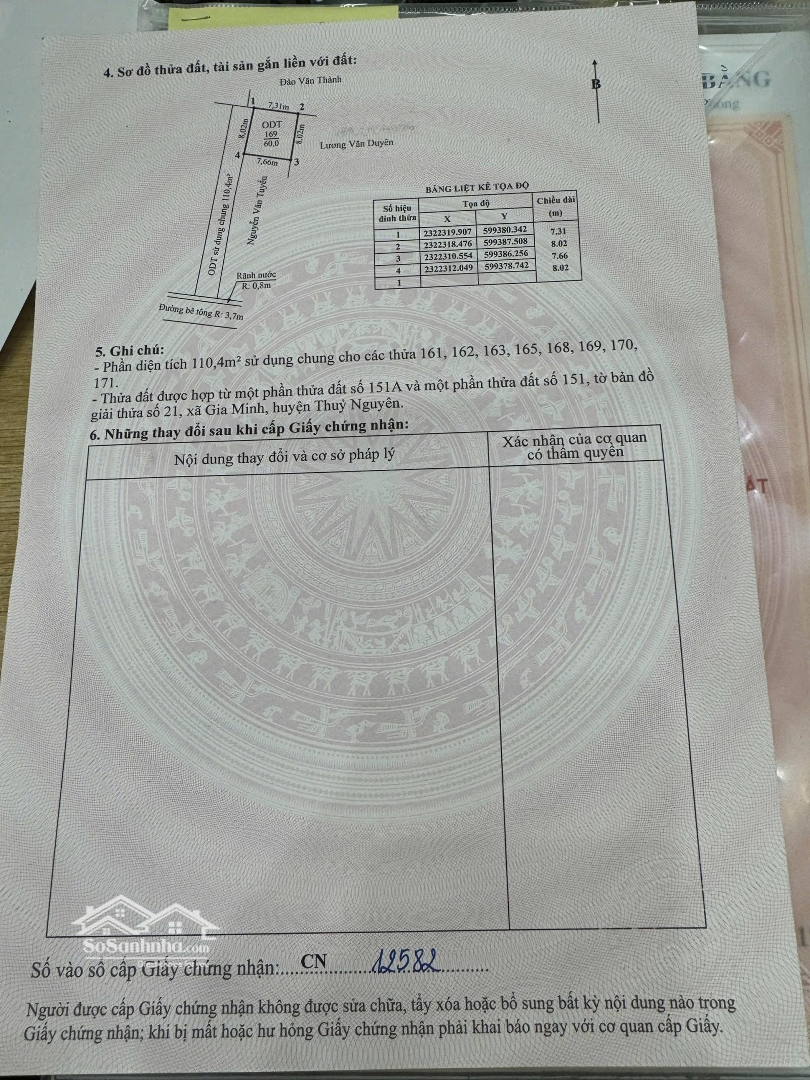 4. Sơ đồ thửa đất, tài sản gắn liền với đất:
Đào Văn Thành
B
1 7,31m 2
8,02m
ODT
169
60,0
8,02m
Lương Văn Duyên
4 7,66m 3
ODT sử dụng chung 110,4m²
Nguyễn Văn Tuyển
Rãnh nước
R: 0,8m
Đường bê tông R: 3,7m
BẢNG LIỆT KÊ TỌA ĐỘ
Số hiệu đỉnh thửa Tọa độ Chiều dài (m)
X Y
1 2322319.907 599380.342 7.31
2 2322318.476 599387.508 8.02
3 2322310.554 599386.256 7.66
4 2322312.049 599378.742 8.02
1
5. Ghi chú:
- Phần diện tích 110,4m² sử dụng chung cho các thửa 161, 162, 163, 165, 168, 169, 170,
171.
- Thửa đất được hợp từ một phần thửa đất số 151A và một phần thửa đất số 151, tờ bản đồ
giải thửa số 21, xã Gia Minh, huyện Thuỷ Nguyên.
6. Những thay đổi sau khi cấp Giấy chứng nhận:
Nội dung thay đổi và cơ sở pháp lý
Xác nhận của cơ quan
có thẩm quyền
SoSanhnha.com
Số vào sổ cấp Giấy chứng nhận:....CN....12582....
Người được cấp Giấy chứng nhận không được sửa chữa, tẩy xóa hoặc bổ sung bất kỳ nội dung nào trong
Giấy chứng nhận; khi bị mất hoặc hư hỏng Giấy chứng nhận phải khai báo ngay với cơ quan cấp Giấy.
BẰNG